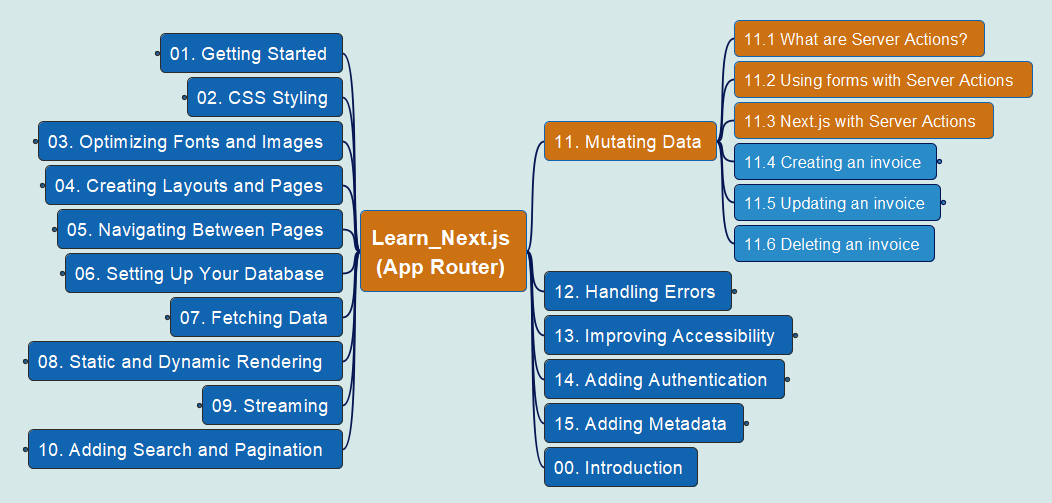 Learn_Next.js
(App Router)
01. Getting Started
02. CSS Styling
03. Optimizing Fonts and Images
04. Creating Layouts and Pages
05. Navigating Between Pages
06. Setting Up Your Database
07. Fetching Data
08. Static and Dynamic Rendering
09. Streaming
10. Adding Search and Pagination
11. Mutating Data
11.1 What are Server Actions?
11.2 Using forms with Server Actions
11.3 Next.js with Server Actions
11.4 Creating an invoice
11.5 Updating an invoice
11.6 Deleting an invoice
12. Handling Errors
13. Improving Accessibility
14. Adding Authentication
15. Adding Metadata
00. Introduction